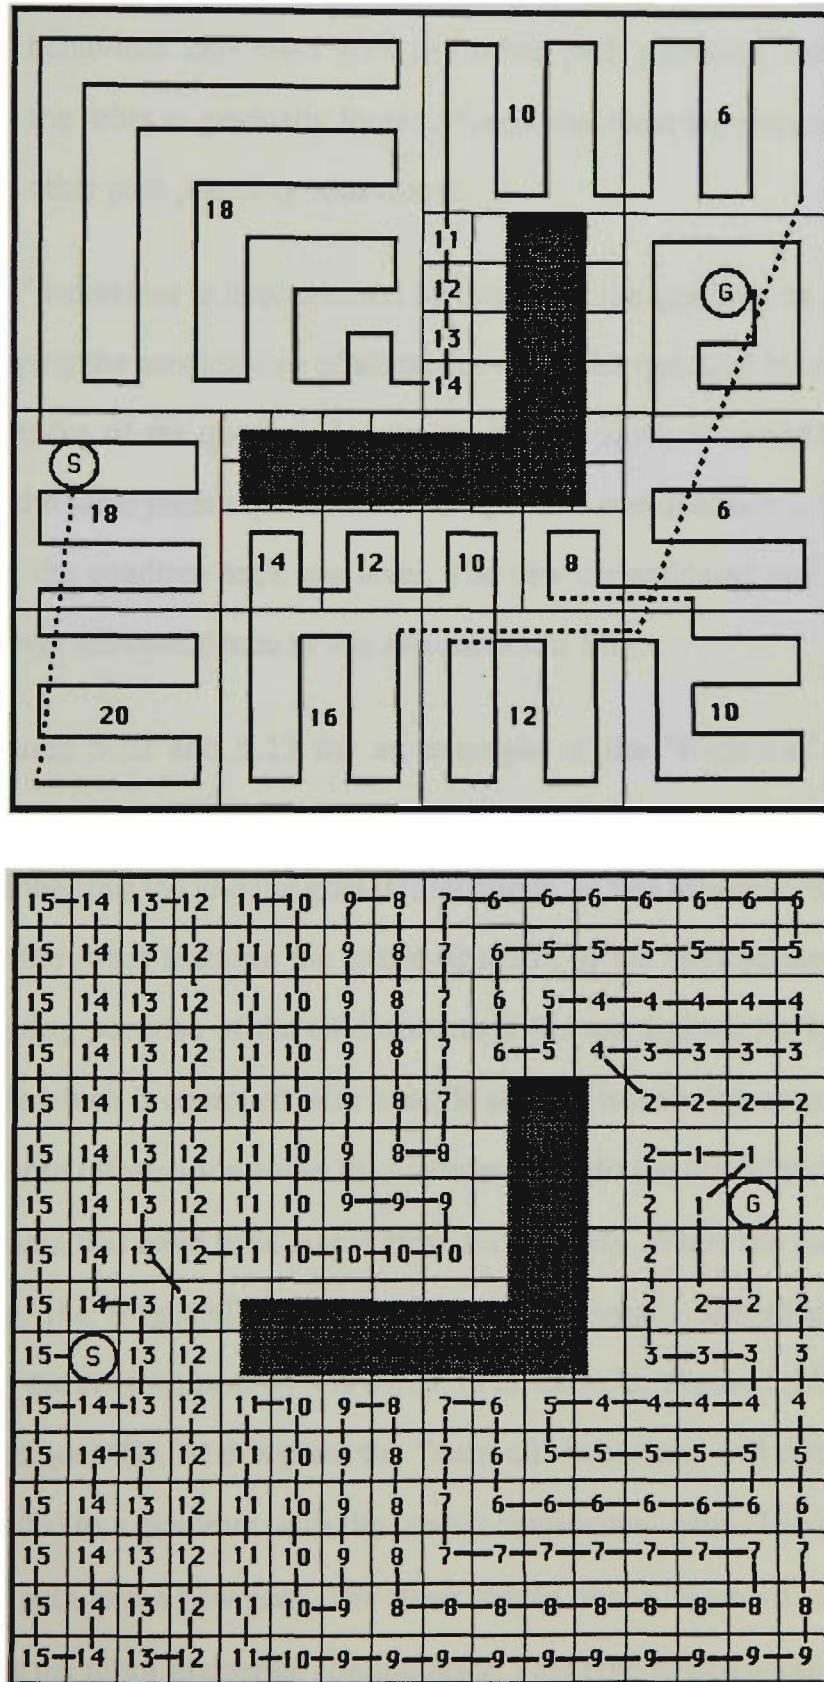 10 6
18
11
12 G
13
14
S
18 6
14 12 10 8
20 16 12 10
15 14 13 12 11 10 9 8 7 6 6 6 6 6 6 6
15 14 13 12 11 10 9 8 7 6 5 5 5 5 5 5
15 14 13 12 11 10 9 8 7 6 5 4 4 4 4 4
15 14 13 12 11 10 9 8 7 6 5 4 3 3 3 3
15 14 13 12 11 10 9 8 7 2 2 2 2
15 14 13 12 11 10 9 8 8 2 1 1 1
15 14 13 12 11 10 9 9 9 2 1 G 1
15 14 13 12 11 10 10 10 10 2 1 1 1
15 14 13 12 2 2 2 2
15 S 13 12 3 3 3 3
15 14 13 12 11 10 9 8 7 6 5 4 4 4 4 4
15 14 13 12 11 10 9 8 7 6 5 5 5 5 5 5
15 14 13 12 11 10 9 8 7 6 6 6 6 6 6 6
15 14 13 12 11 10 9 8 7 7 7 7 7 7 7 7
15 14 13 12 11 10 9 8 8 8 8 8 8 8 8 8
15 14 13 12 11 10 9 9 9 9 9 9 9 9 9 9